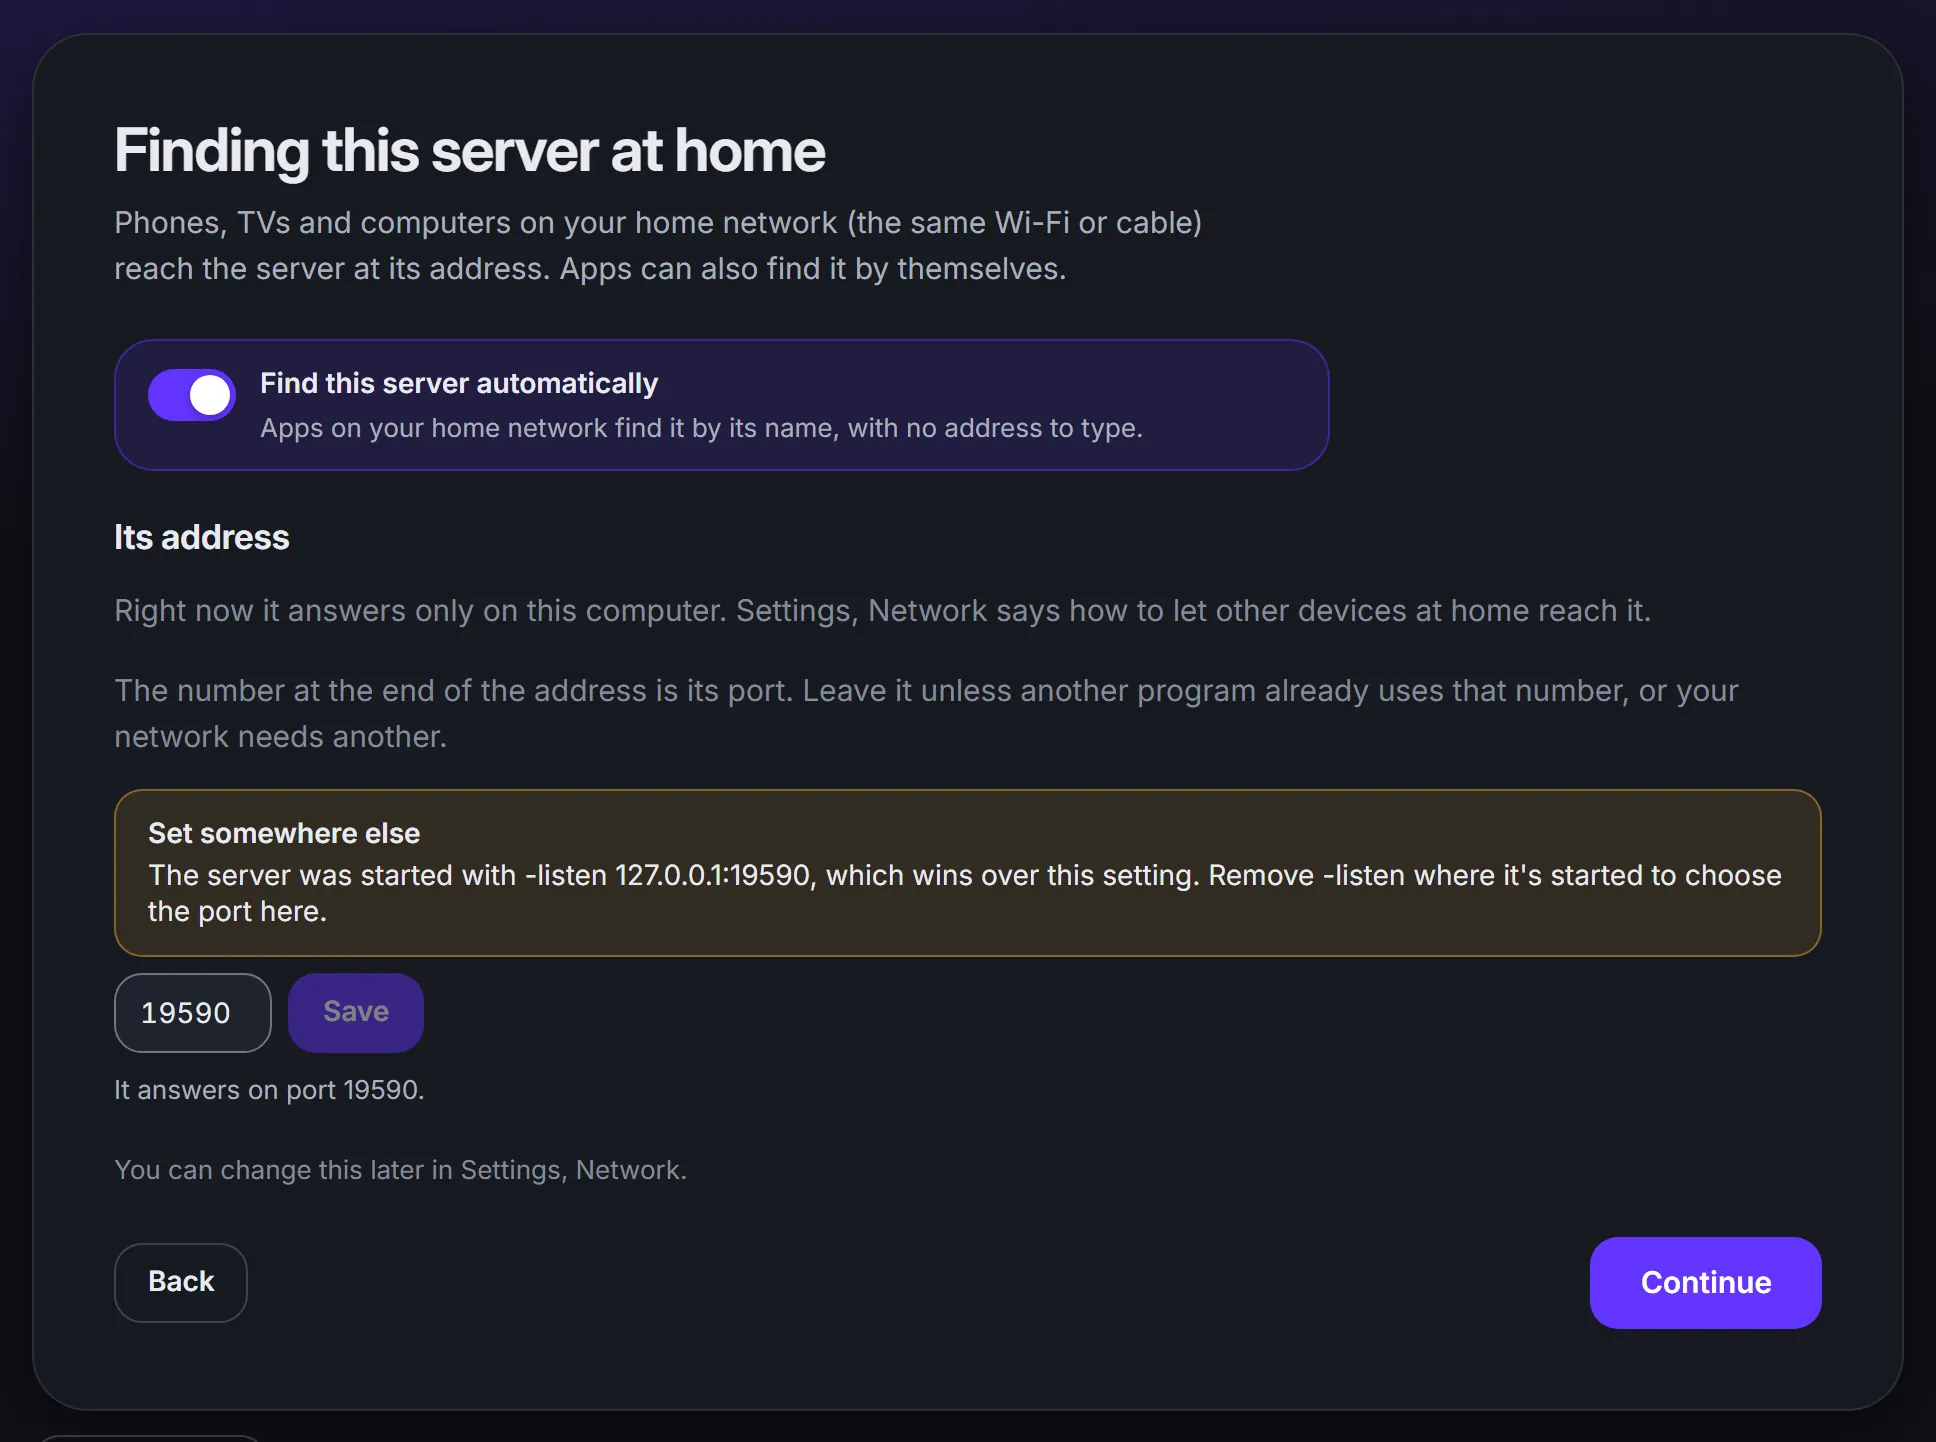 Finding this server at home
Phones, TVs and computers on your home network (the same Wi-Fi or cable)
reach the server at its address. Apps can also find it by themselves.
Find this server automatically
Apps on your home network find it by its name, with no address to type.
Its address
Right now it answers only on this computer. Settings, Network says how to let other devices at home reach it.
The number at the end of the address is its port. Leave it unless another program already uses that number, or your
network needs another.
Set somewhere else
The server was started with -listen 127.0.0.1:19590, which wins over this setting. Remove -listen where it's started to choose
the port here.
19590
Save
It answers on port 19590.
You can change this later in Settings, Network.
Back
Continue